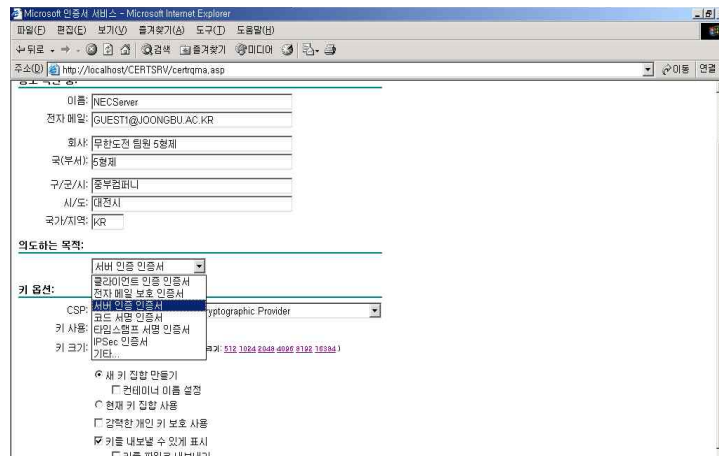 Microsoft 인증서 서비스 - Microsoft Internet Explorer
파일(F) 편집(E) 보기(V) 즐겨찾기(A) 도구(T) 도움말(H)
뒤로 검색 즐겨찾기 미디어
주소(D) http://localhost/CERTSRV/certrqma.asp 이동 연결
이름: NECServer
전자 메일: GUEST1@JOONGBU.AC.KR
회사: 무한도전 팀원 5형제
국(부서): 5형제
구/군/시: 중부컴퍼니
시/도: 대전시
국가/지역: KR
의도하는 목적:
서버 인증 인증서
클라이언트 인증 인증서
전자 메일 보호 인증서
키 옵션:
서버 인증 인증서
CSP: yptographic Provider
코드 서명 인증서
키 사용: 타임스탬프 서명 인증서
IPSec 인증서
키 크기: 512 1024 2048 4096 8192 16384 )
기타...
새 키 집합 만들기
컨테이너 이름 설정
현재 키 집합 사용
강력한 개인 키 보호 사용
키를 내보낼 수 있게 표시
키를 파일로 내보내기